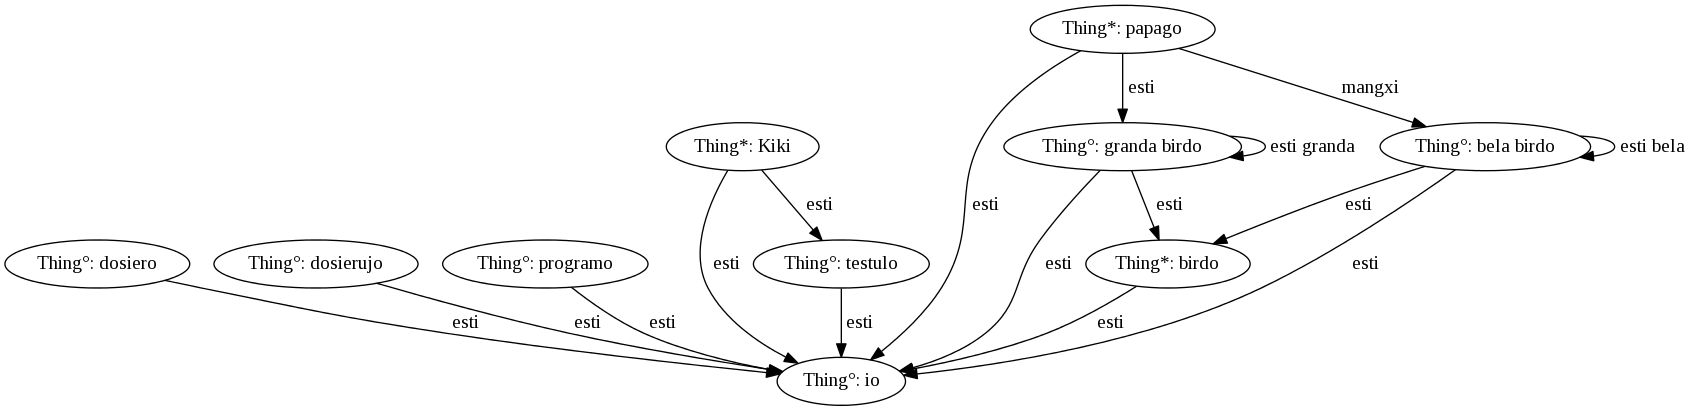 Thing*: papago
esti
mangxi
Thing*: Kiki
Thing°: granda birdo
esti granda
Thing°: bela birdo
esti bela
esti
esti
esti
esti
Thing°: dosiero
Thing°: dosierujo
Thing°: programo
esti
Thing°: testulo
esti
Thing*: birdo
esti
esti
esti
esti
esti
esti
Thing°: io